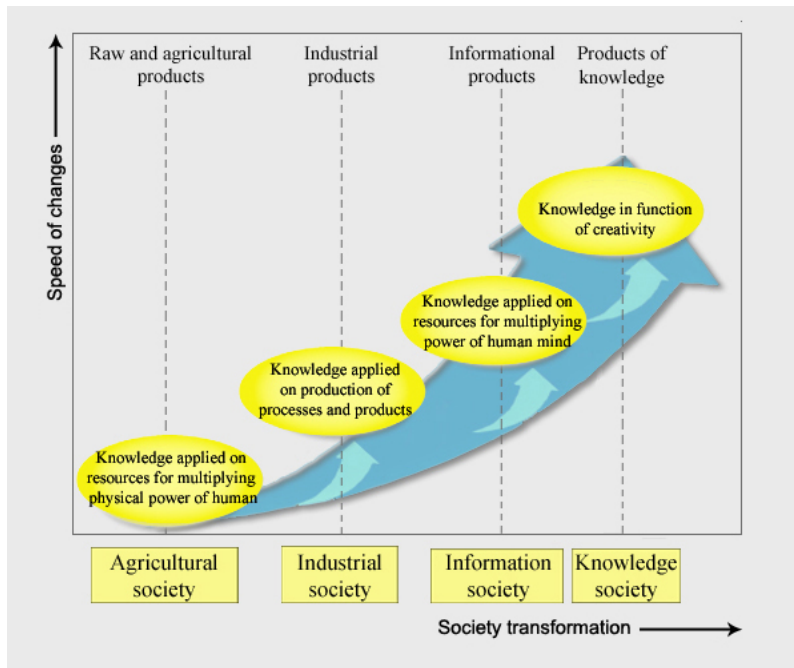 Speed of changes
Raw and agricultural
products
Industrial
products
Informational
products
Products of
knowledge
Knowledge in function
of creativity
Knowledge applied on
resources for multiplying
power of human mind
Knowledge applied
on production of
processes and products
Knowledge applied on
resources for multiplying
physical power of human
Agricultural
society
Industrial
society
Information
society
Knowledge
society
Society transformation